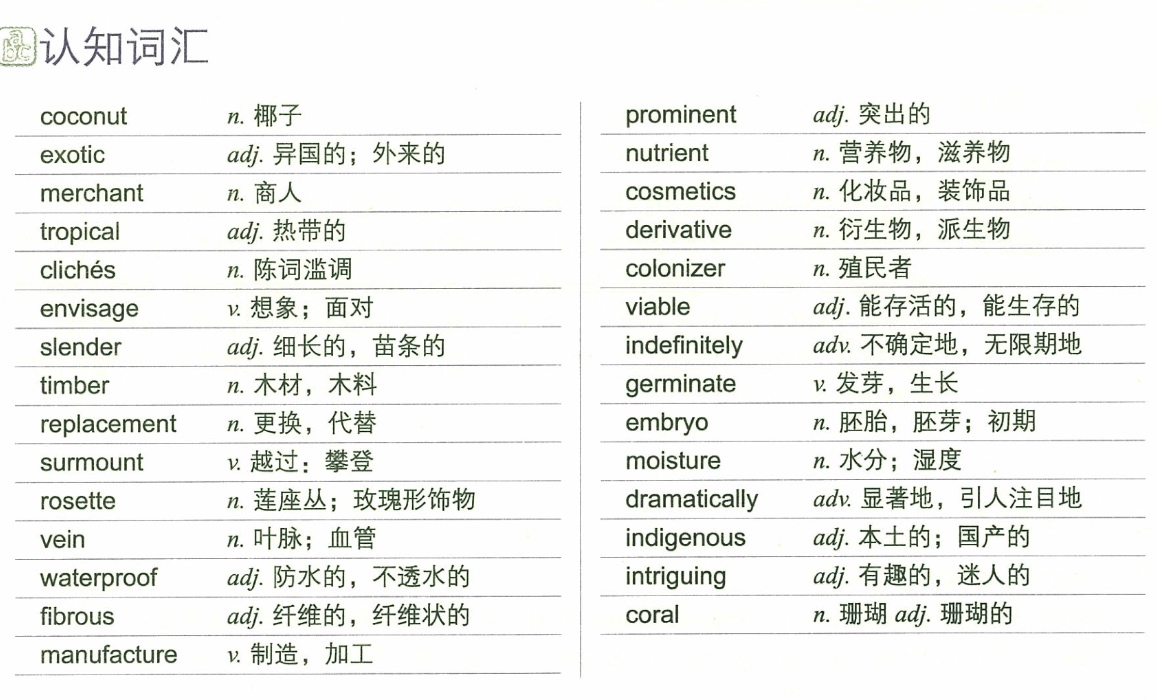 认知词汇
coconut n. 椰子
exotic adj. 异国的；外来的
merchant n. 商人
tropical adj. 热带的
clichés n. 陈词滥调
envisage v. 想象；面对
slender adj. 细长的，苗条的
timber n. 木材，木料
replacement n. 更换，代替
surmount v. 越过：攀登
rosette n. 莲座丛；玫瑰形饰物
vein n. 叶脉；血管
waterproof adj. 防水的，不透水的
fibrous adj. 纤维的，纤维状的
manufacture v. 制造，加工
prominent adj. 突出的
nutrient n. 营养物，滋养物
cosmetics n. 化妆品，装饰品
derivative n. 衍生物，派生物
colonizer n. 殖民者
viable adj. 能存活的，能生存的
indefinitely adv. 不确定地，无限期地
germinate v. 发芽，生长
embryo n. 胚胎，胚芽；初期
moisture n. 水分；湿度
dramatically adv. 显著地，引人注目地
indigenous adj. 本土的；国产的
intriguing adj. 有趣的，迷人的
coral n. 珊瑚 adj. 珊瑚的